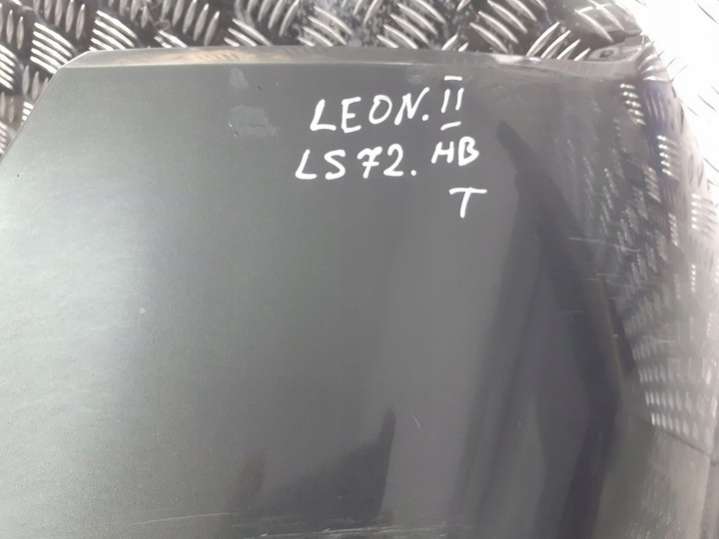 LEON. II
LS72. HB
T